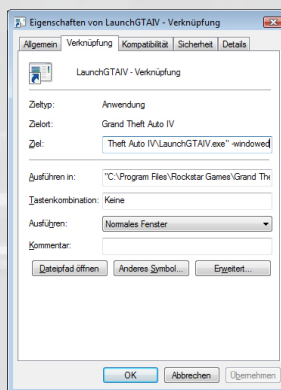 Eigenschaften von LaunchGTAIV - Verknüpfung
Allgemein Verknüpfung Kompatibilität Sicherheit Details
LaunchGTAIV - Verknüpfung
Zieltyp: Anwendung
Zielort: Grand Theft Auto IV
Ziel: Theft Auto IV\LaunchGTAIV.exe" -windowed
Ausführen in: "C:\Program Files\Rockstar Games\Grand The
Tastenkombination: Keine
Ausführen: Normales Fenster
Kommentar:
Dateipfad öffnen Anderes Symbol... Erweitert...
OK Abbrechen Übernehmen